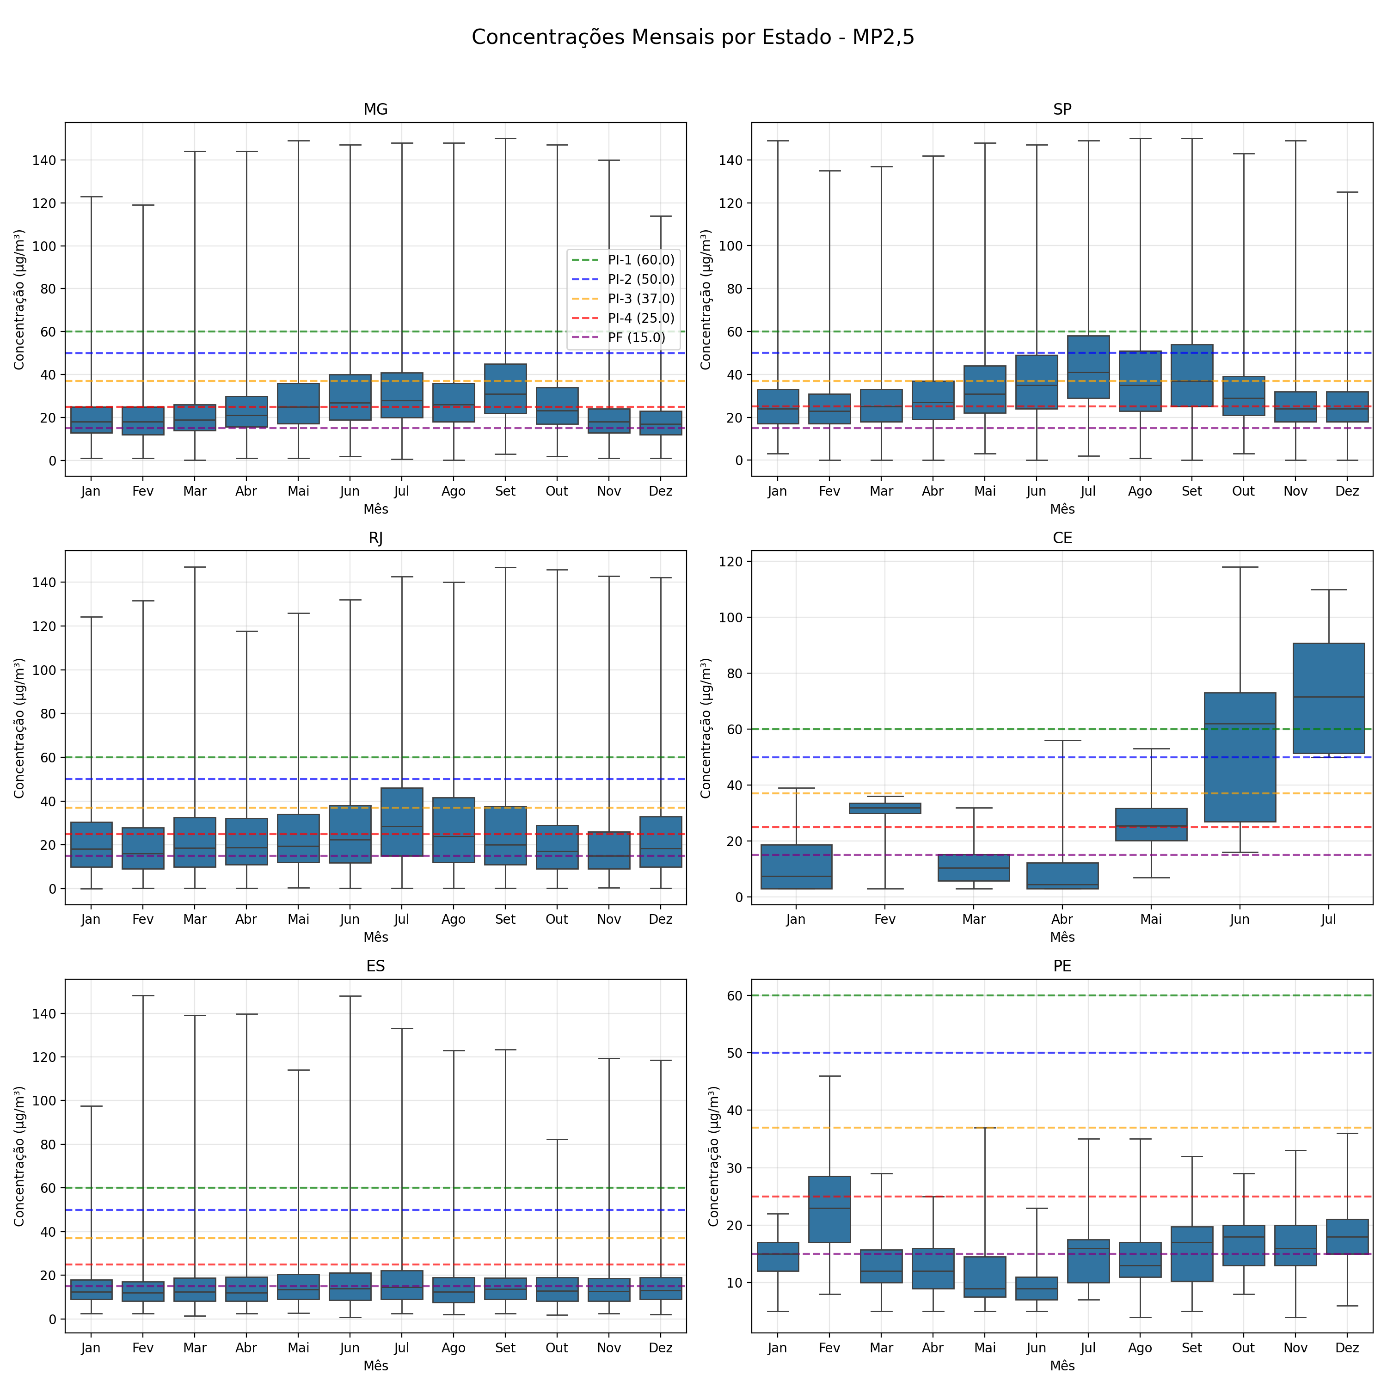 Concentrações Mensais por Estado - MP2,5
MG
Concentração (µg/m³)
140
120
100
80
60
40
20
0
PI-1 (60.0)
PI-2 (50.0)
PI-3 (37.0)
PI-4 (25.0)
PF (15.0)
Jan Fev Mar Abr Mai Jun Jul Ago Set Out Nov Dez
Mês
SP
Concentração (µg/m³)
140
120
100
80
60
40
20
0
Jan Fev Mar Abr Mai Jun Jul Ago Set Out Nov Dez
Mês
RJ
Concentração (µg/m³)
140
120
100
80
60
40
20
0
Jan Fev Mar Abr Mai Jun Jul Ago Set Out Nov Dez
Mês
CE
Concentração (µg/m³)
120
100
80
60
40
20
0
Jan Fev Mar Abr Mai Jun Jul
Mês
ES
Concentração (µg/m³)
140
120
100
80
60
40
20
0
Jan Fev Mar Abr Mai Jun Jul Ago Set Out Nov Dez
Mês
PE
Concentração (µg/m³)
60
50
40
30
20
10
Jan Fev Mar Abr Mai Jun Jul Ago Set Out Nov Dez
Mês